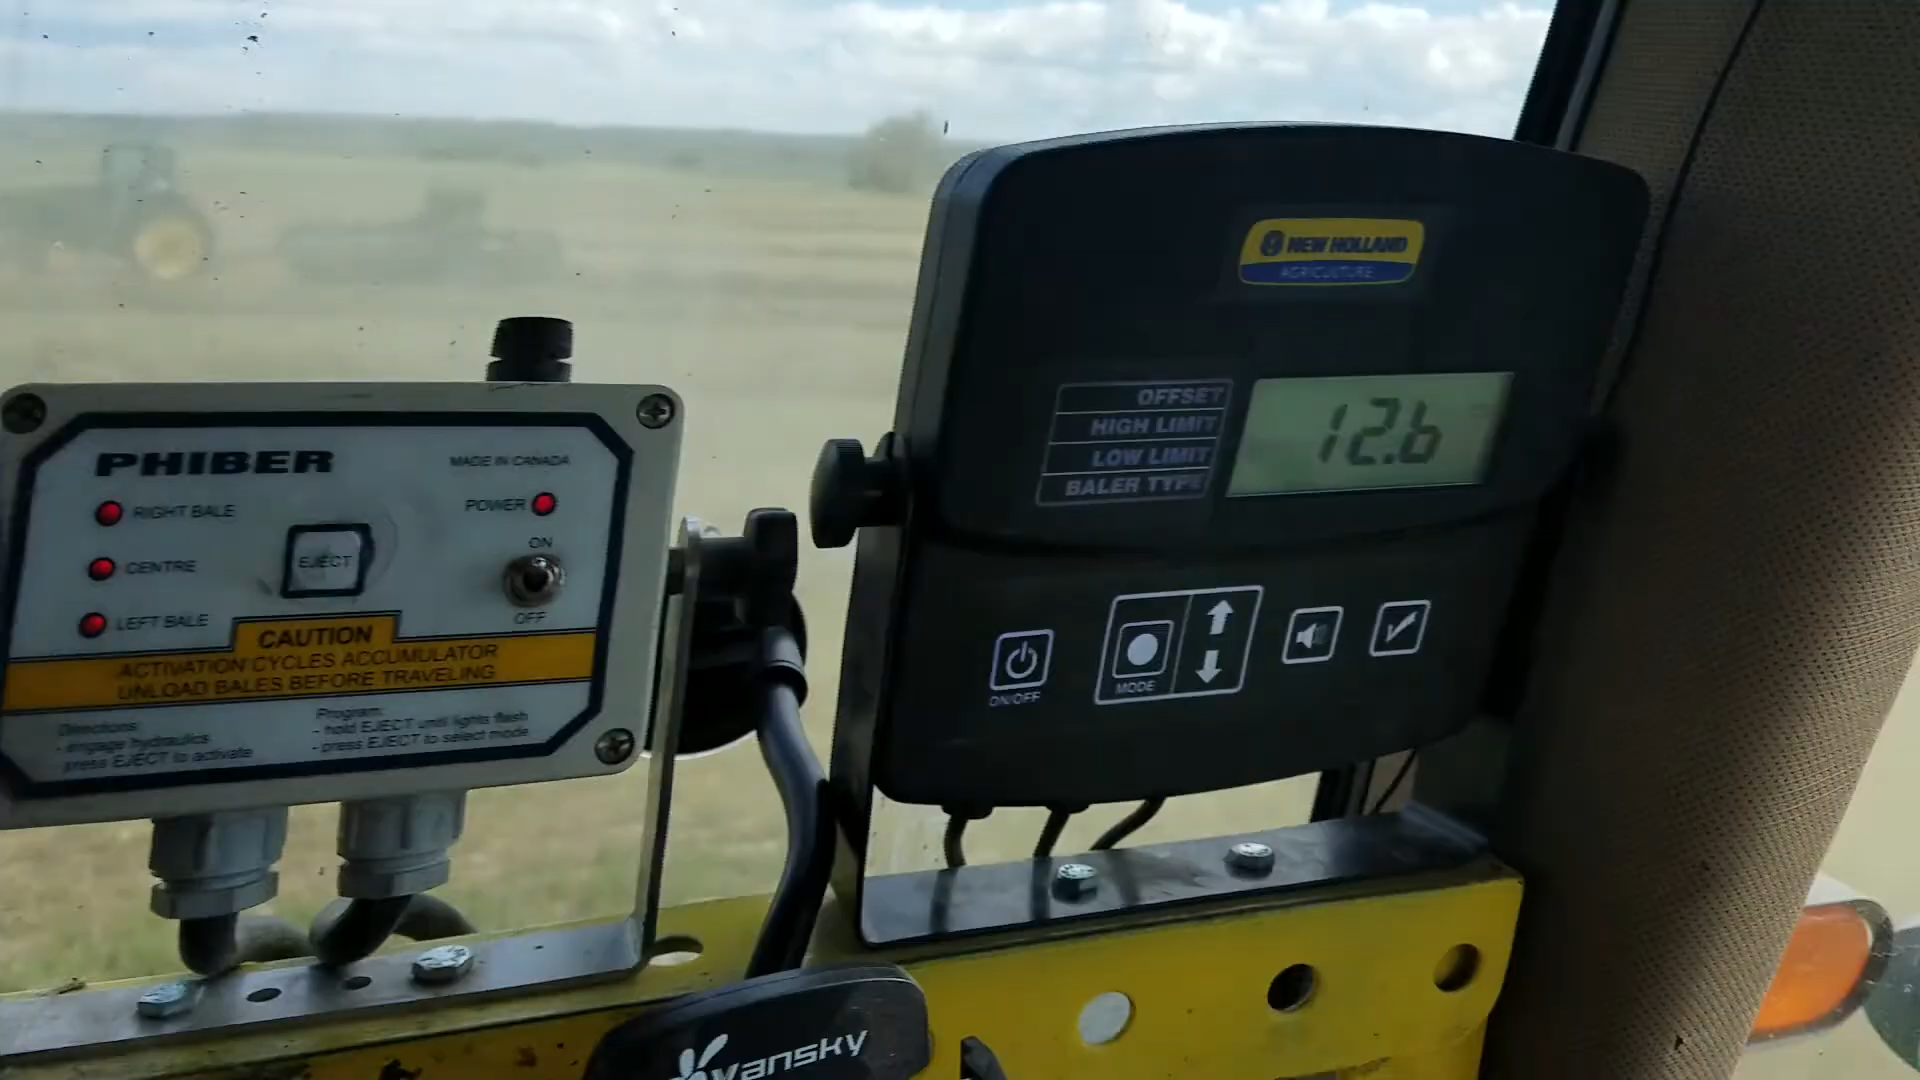 PHIBER
MADE IN CANADA
RIGHT BALE
POWER
ON
EJECT
CENTRE
OFF
LEFT BALE
CAUTION
ACTIVATION CYCLES ACCUMULATOR
UNLOAD BALES BEFORE TRAVELING
Directions:
- engage hydraulics
press EJECT to activate
Program:
- hold EJECT until lights flash
- press EJECT to select mode
NEW HOLLAND
AGRICULTURE
OFFSET
HIGH LIMIT
LOW LIMIT
BALER TYPE
12.6
ON/OFF
MODE
vansky